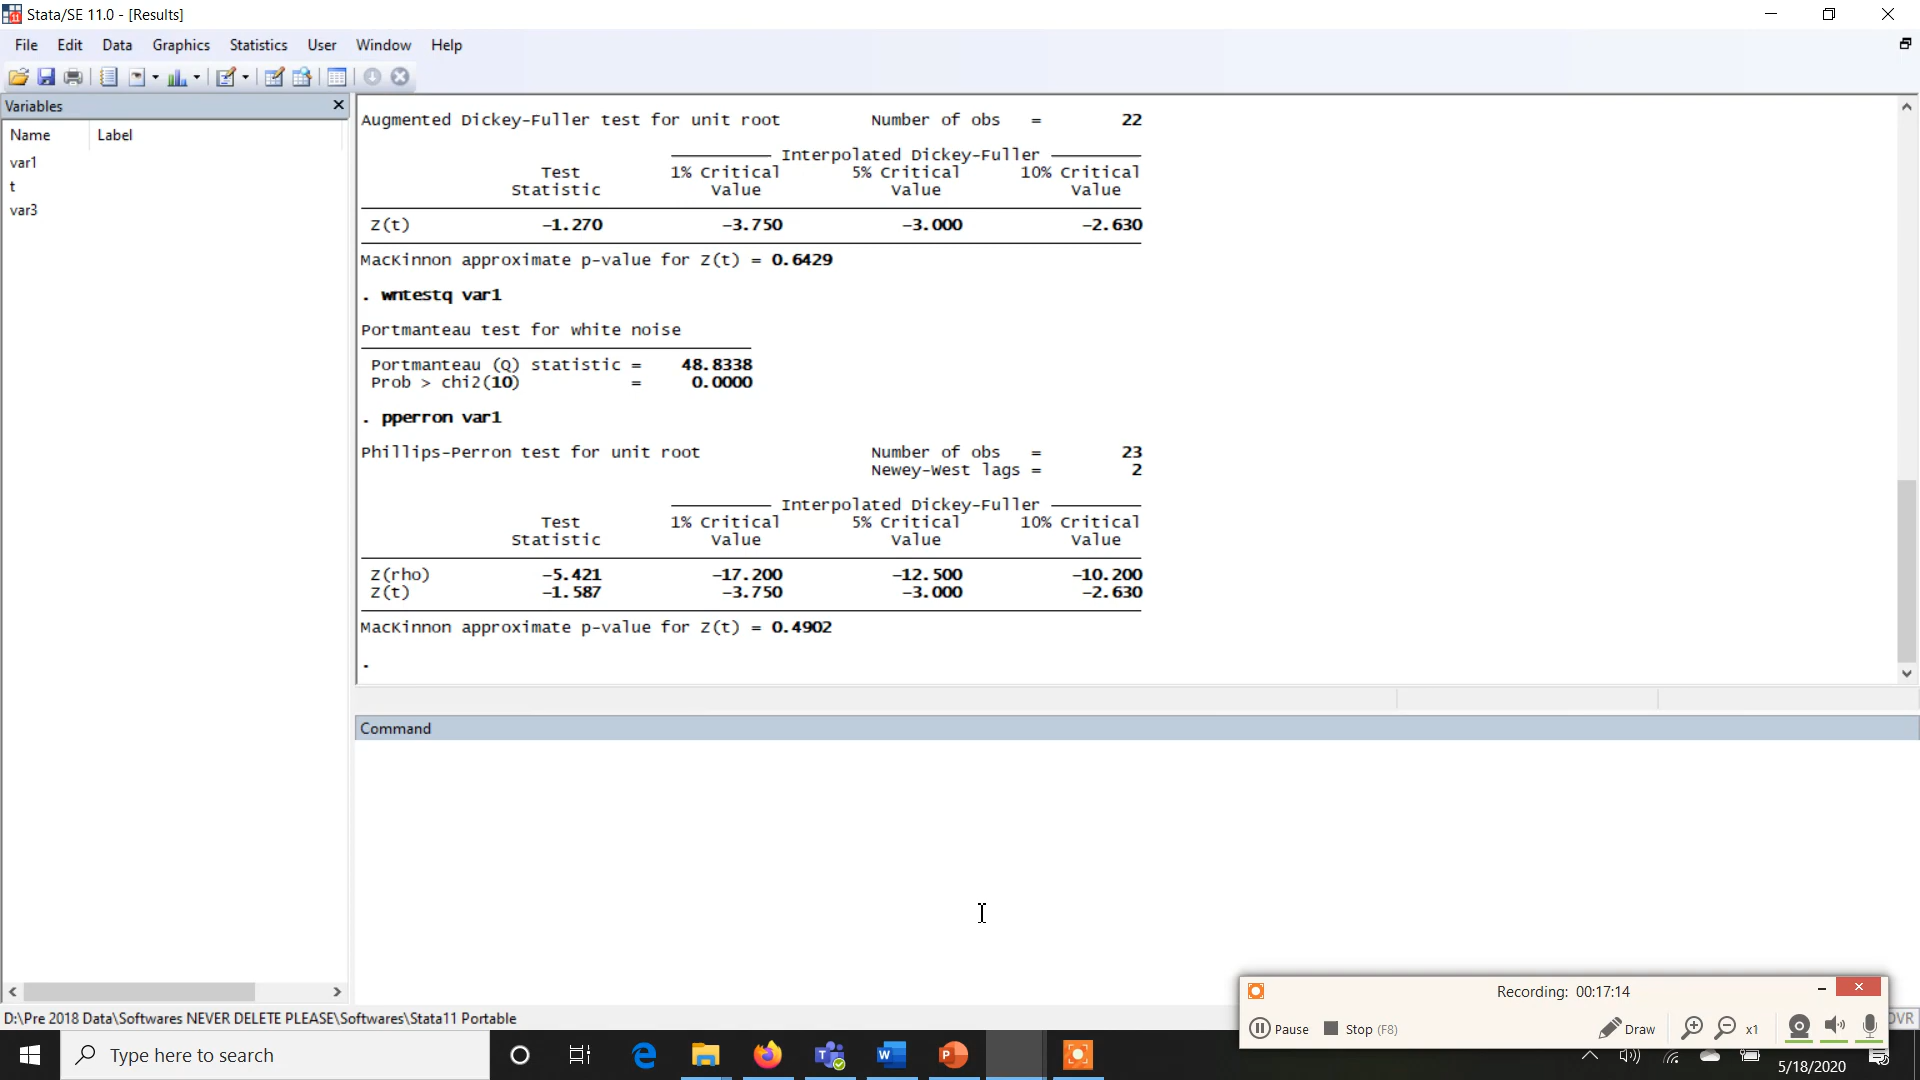 Stata/SE 11.0 - [Results]
File Edit Data Graphics Statistics User Window Help
Variables
Name Label
var1
t
var3
Augmented Dickey-Fuller test for unit root Number of obs = 22
Interpolated Dickey-Fuller
Test 1% Critical 5% Critical 10% Critical
Statistic Value Value Value
Z(t) -1.270 -3.750 -3.000 -2.630
MacKinnon approximate p-value for Z(t) = 0.6429
. wntestq var1
Portmanteau test for white noise
Portmanteau (Q) statistic = 48.8338
Prob > chi2(10) = 0.0000
. pperron var1
Phillips-Perron test for unit root Number of obs = 23
Newey-West lags = 2
Interpolated Dickey-Fuller
Test 1% Critical 5% Critical 10% Critical
Statistic Value Value Value
Z(rho) -5.421 -17.200 -12.500 -10.200
Z(t) -1.587 -3.750 -3.000 -2.630
MacKinnon approximate p-value for Z(t) = 0.4902
.
Command
Recording: 00:17:14
Pause Stop (F8) Draw x1
D:\Pre 2018 Data\Softwares NEVER DELETE PLEASE\Softwares\Stata11 Portable
OVR
Type here to search
5/18/2020